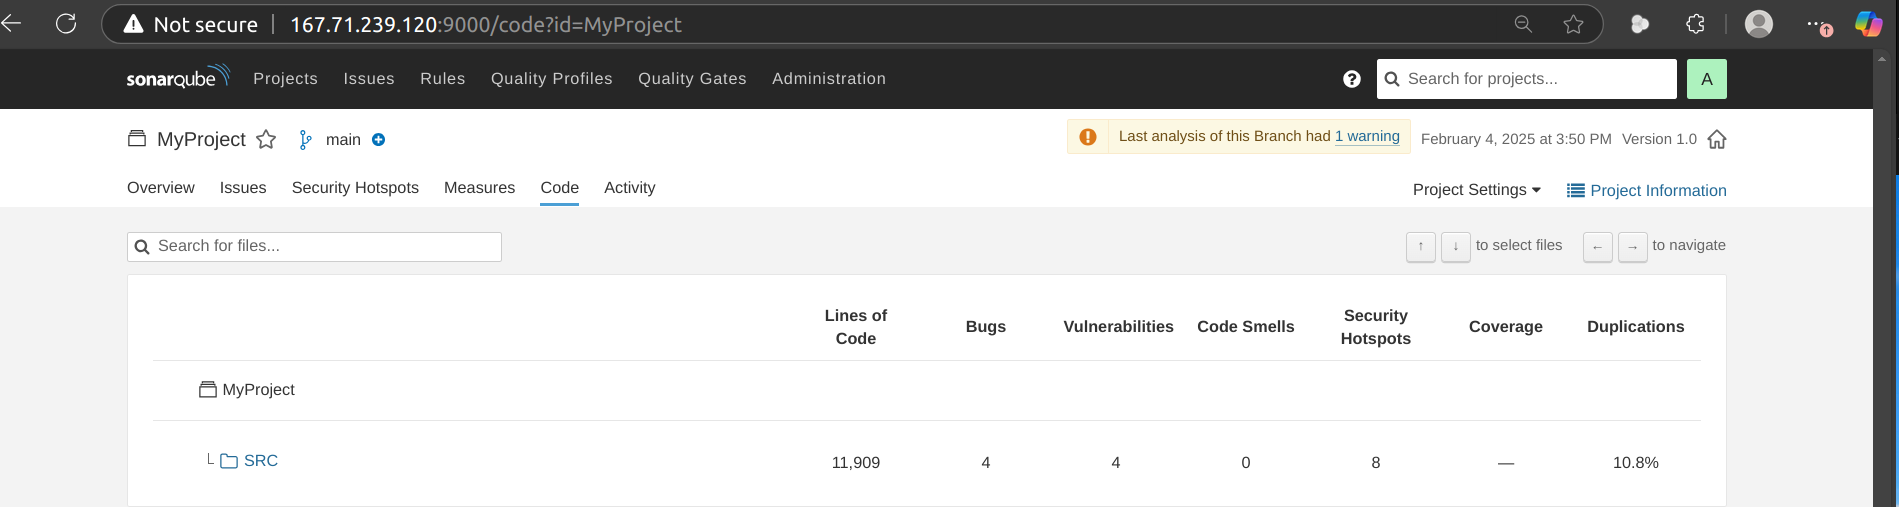 Not secure 167.71.239.120:9000/code?id=MyProject
sonarqube Projects Issues Rules Quality Profiles Quality Gates Administration ? Search for projects... A
MyProject main Last analysis of this Branch had 1 warning February 4, 2025 at 3:50 PM Version 1.0
Overview Issues Security Hotspots Measures Code Activity Project Settings Project Information
Search for files... ↑ ↓ to select files ← → to navigate
Lines of Code Bugs Vulnerabilities Code Smells Security Hotspots Coverage Duplications
MyProject
SRC 11,909 4 4 0 8 — 10.8%